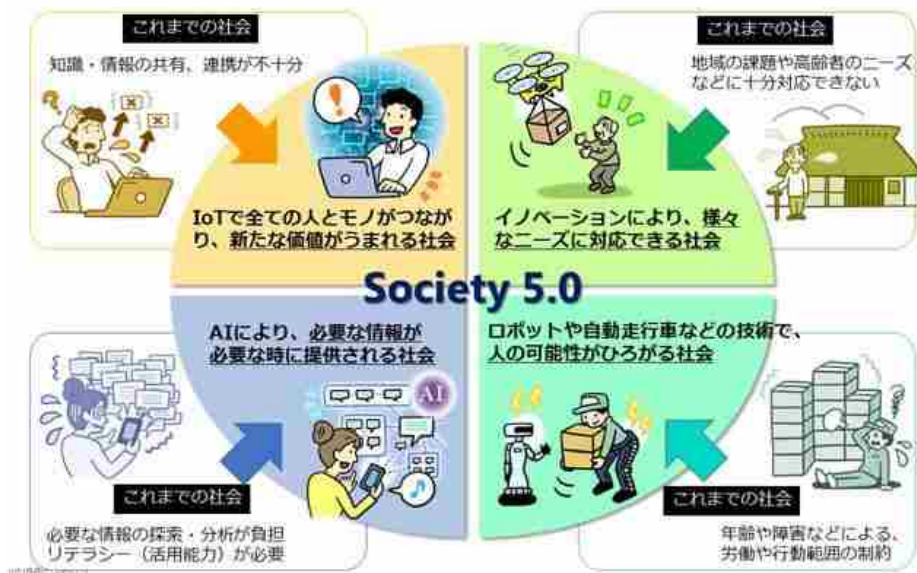 これまでの社会
知識・情報の共有、連携が不十分
IoTで全ての人とモノがつなが
り、新たな価値がうまれる社会
これまでの社会
地域の課題や高齢者のニーズ
などに十分対応できない
イノベーションにより、様々
なニーズに対応できる社会
Society 5.0
AIにより、必要な情報が
必要な時に提供される社会
AI
これまでの社会
必要な情報の探索・分析が負担
リテラシー（活用能力）が必要
ロボットや自動走行車などの技術で、
人の可能性がひろがる社会
これまでの社会
年齢や障害などによる、
労働や行動範囲の制約